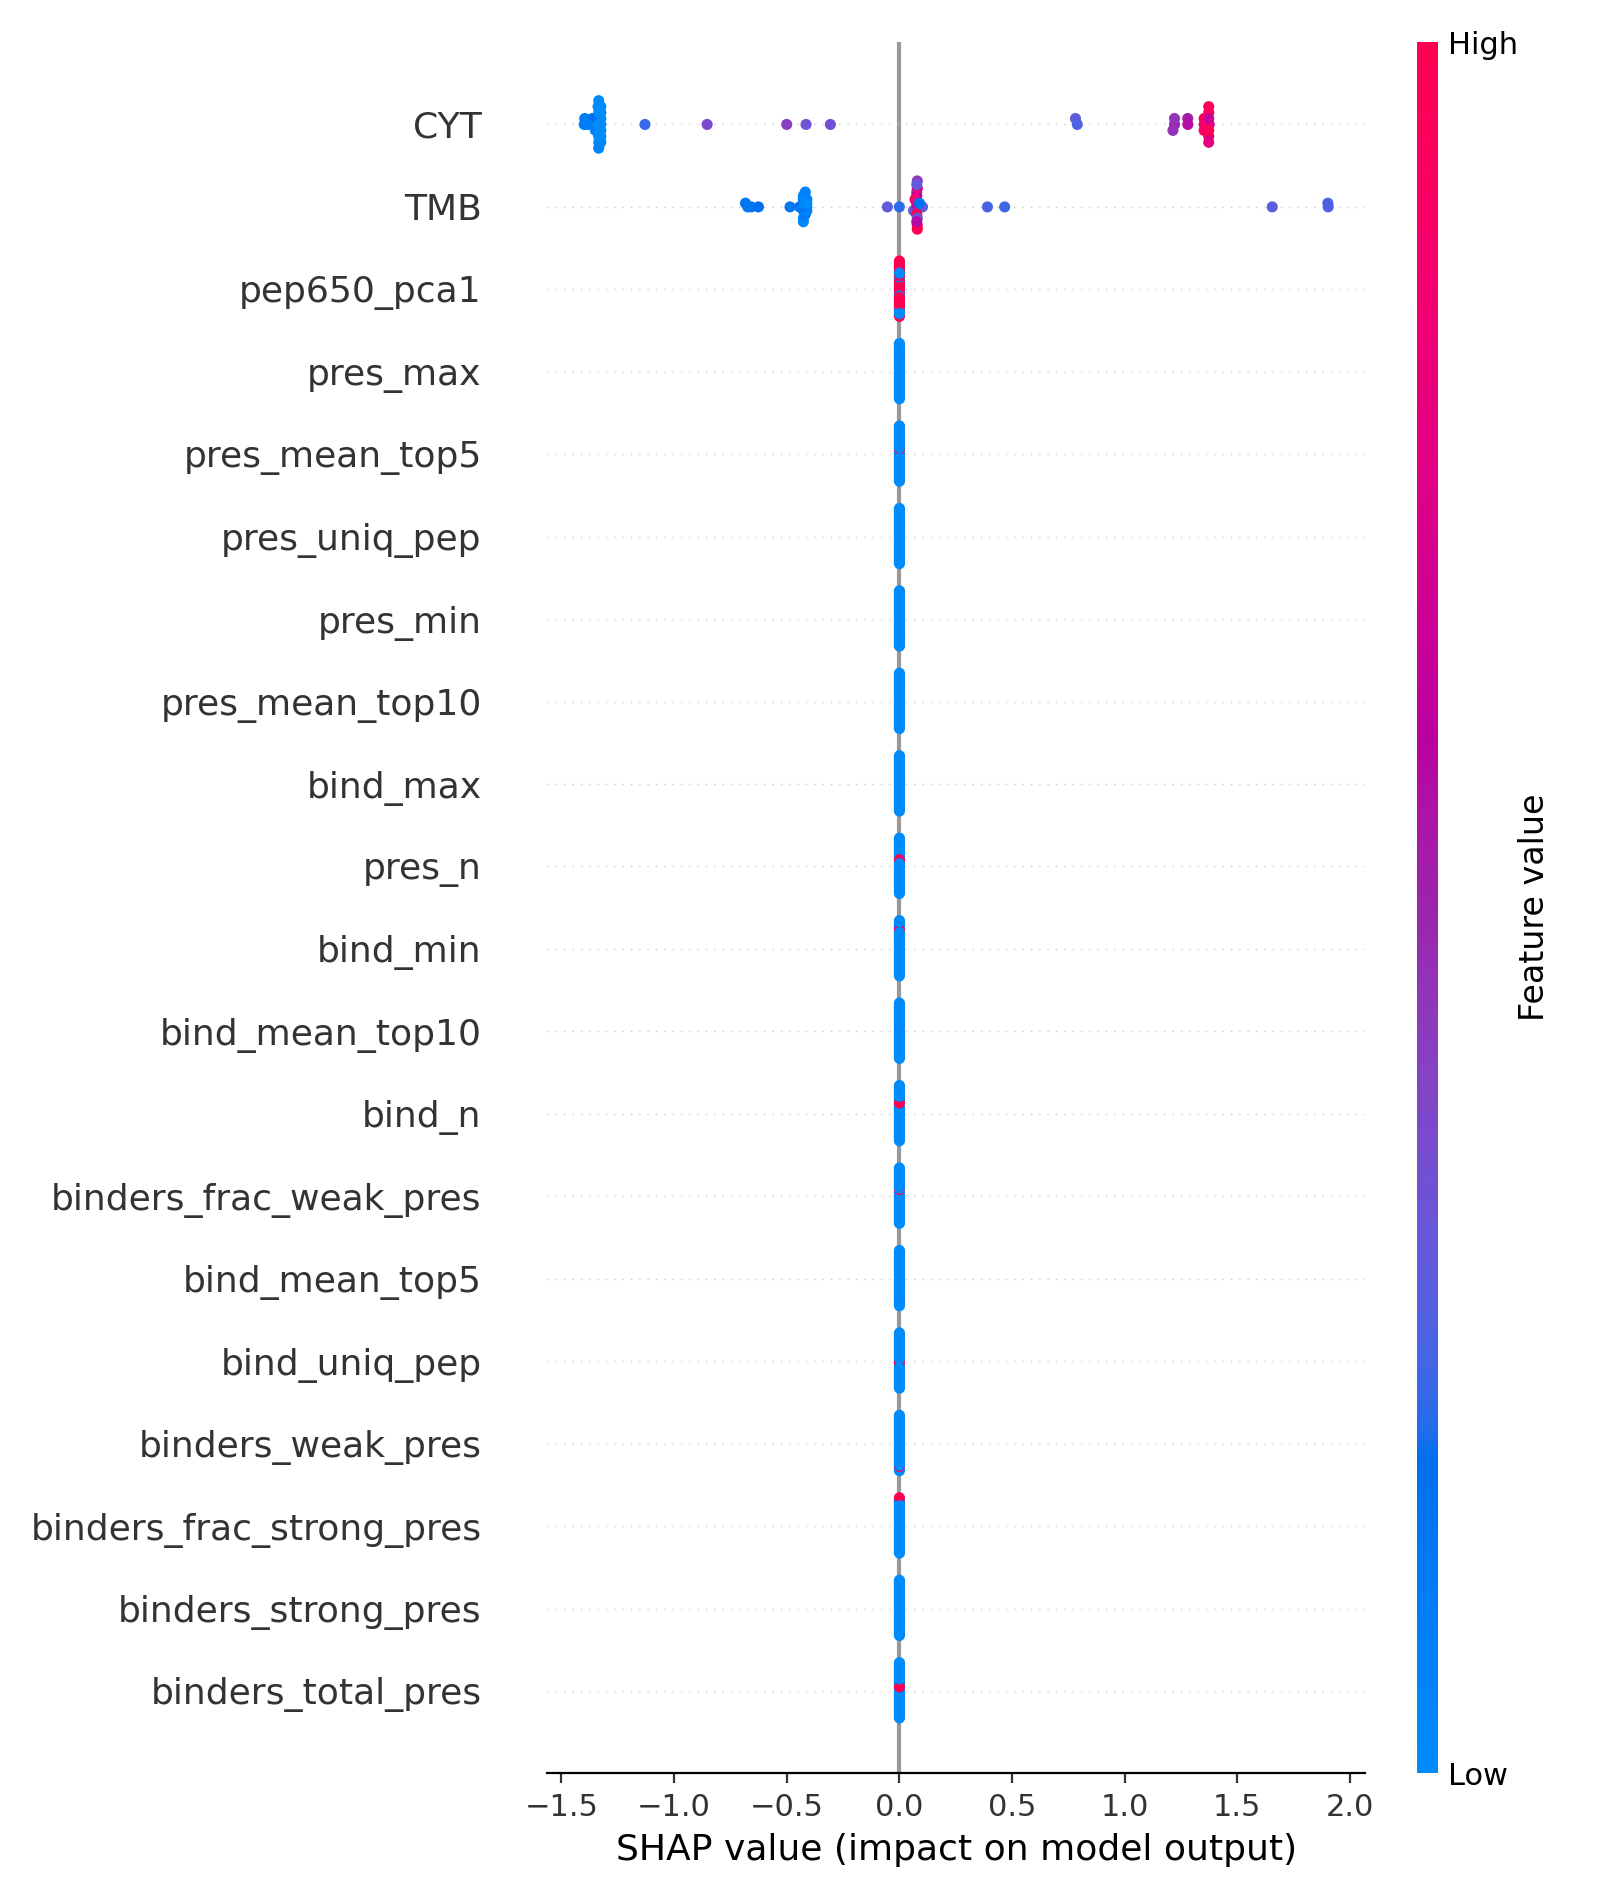 High
CYT
TMB
pep650_pca1
pres_max
pres_mean_top5
pres_uniq_pep
pres_min
pres_mean_top10
bind_max
pres_n
bind_min
bind_mean_top10
bind_n
binders_frac_weak_pres
bind_mean_top5
bind_uniq_pep
binders_weak_pres
binders_frac_strong_pres
binders_strong_pres
binders_total_pres
Feature value
Low
−1.5 −1.0 −0.5 0.0 0.5 1.0 1.5 2.0
SHAP value (impact on model output)